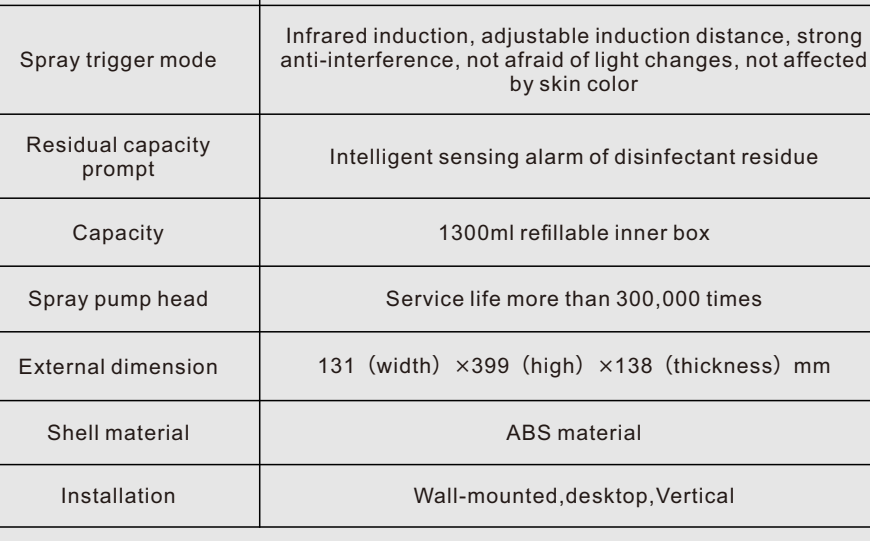 Spray trigger mode
Infrared induction, adjustable induction distance, strong
anti-interference, not afraid of light changes, not affected
by skin color
Residual capacity
prompt
Intelligent sensing alarm of disinfectant residue
Capacity
1300ml refillable inner box
Spray pump head
Service life more than 300,000 times
External dimension
131（width）×399（high）×138（thickness）mm
Shell material
ABS material
Installation
Wall-mounted,desktop,Vertical